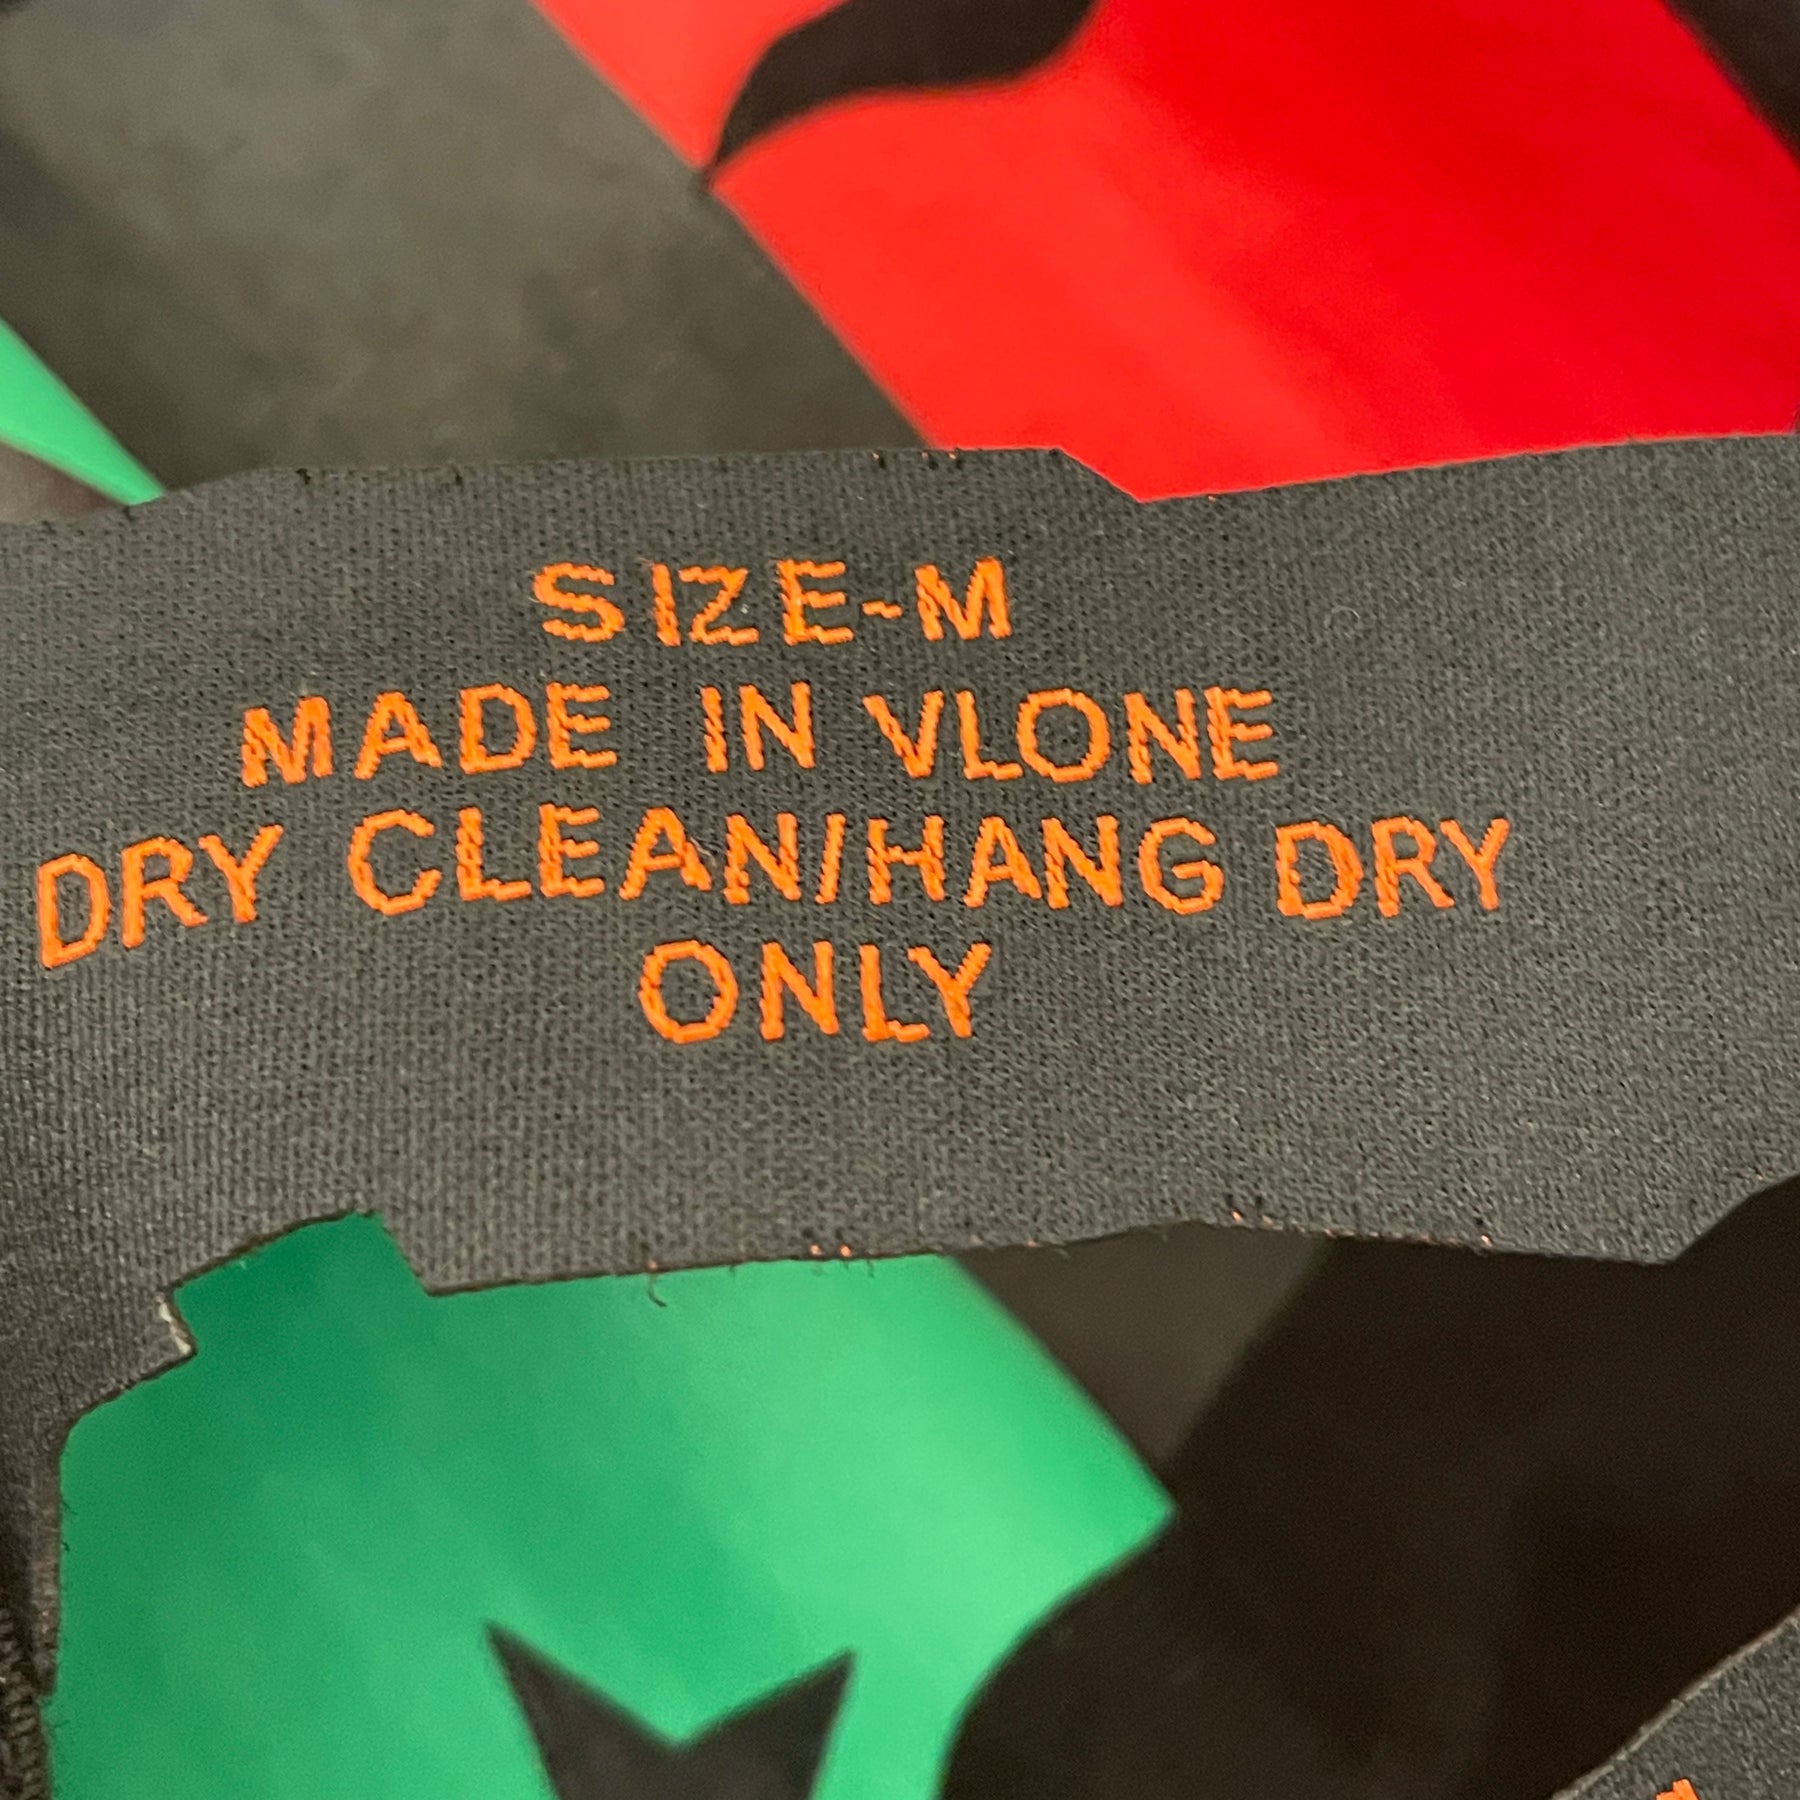 SIZE-M
MADE IN VLONE
DRY CLEAN/HANG DRY
ONLY